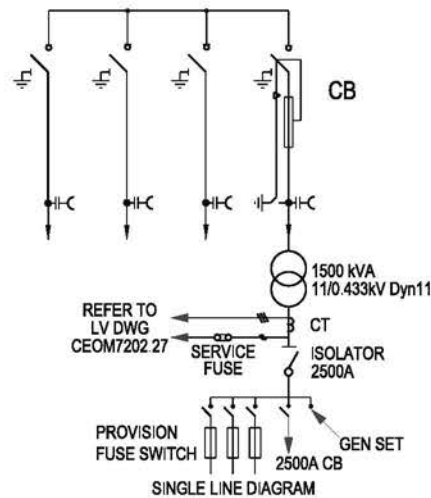 CB
1500 kVA
11/0.433kV Dyn11
REFER TO
LV DWG
CEOM7202.27
CT
SERVICE
FUSE
ISOLATOR
2500A
PROVISION
FUSE SWITCH
GEN SET
2500A CB
SINGLE LINE DIAGRAM